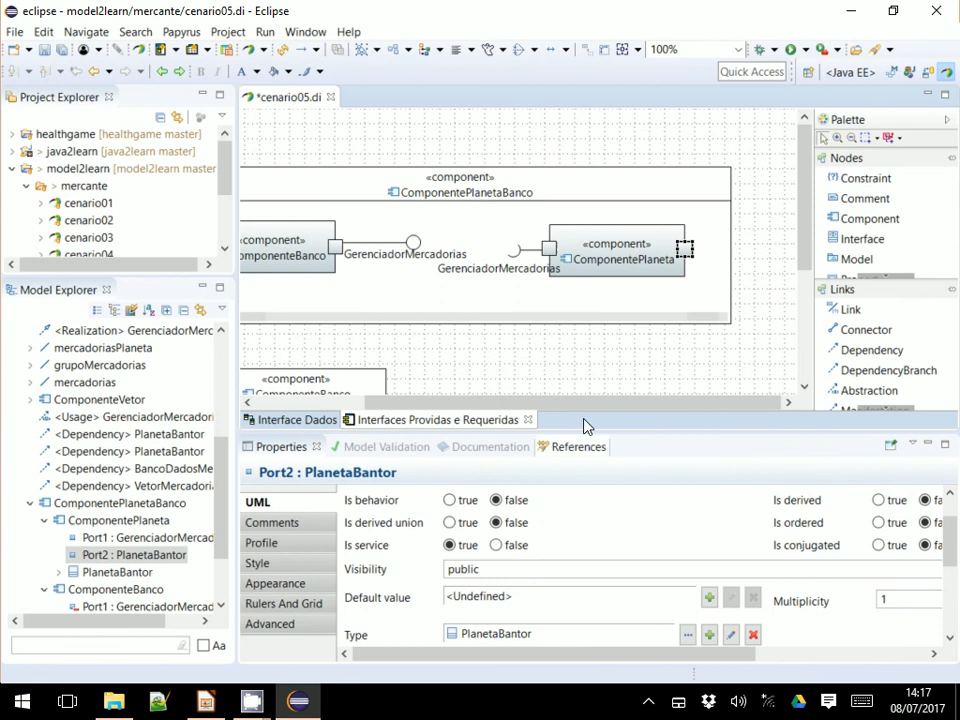 eclipse - model2learn/mercante/cenario05.di - Eclipse
File Edit Navigate Search Papyrus Project Run Window Help
100%
B I A
Quick Access
<Java EE>
Project Explorer
healthgame [healthgame master]
> java2learn [java2learn master]
> model2learn [model2learn master
> mercante
> cenario01
> cenario02
> cenario03
> cenario04
*cenario05.di
«component»
ComponentePlanetaBanco
component»
omponenteBanco
GerenciadorMercadorias
GerenciadorMercadorias
«component»
ComponentePlaneta
«component»
ComponenteBanco
Interface Dados
Interfaces Providas e Requeridas
Palette
Nodes
Constraint
Comment
Component
Interface
Model
Links
Link
Connector
Dependency
DependencyBranch
Abstraction
Model Explorer
<Realization> GerenciadorMerc
mercadoriasPlaneta
grupoMercadorias
mercadorias
ComponenteVetor
<Usage> GerenciadorMercadori
<Dependency> PlanetaBantor
<Dependency> PlanetaBantor
<Dependency> BancoDadosMe
<Dependency> VetorMercadori
ComponentePlanetaBanco
ComponentePlaneta
Port1 : GerenciadorMercad
Port2 : PlanetaBantor
PlanetaBantor
ComponenteBanco
Port1 : GerenciadorMercad
Aa
Properties
Model Validation
Documentation
References
Port2 : PlanetaBantor
UML
Comments
Profile
Style
Appearance
Rulers And Grid
Advanced
Is behavior true false
Is derived true fa
Is derived union true false
Is ordered true fa
Is service true false
Is conjugated true fa
Visibility public
Default value <Undefined>
Multiplicity 1
Type PlanetaBantor
14:17
08/07/2017